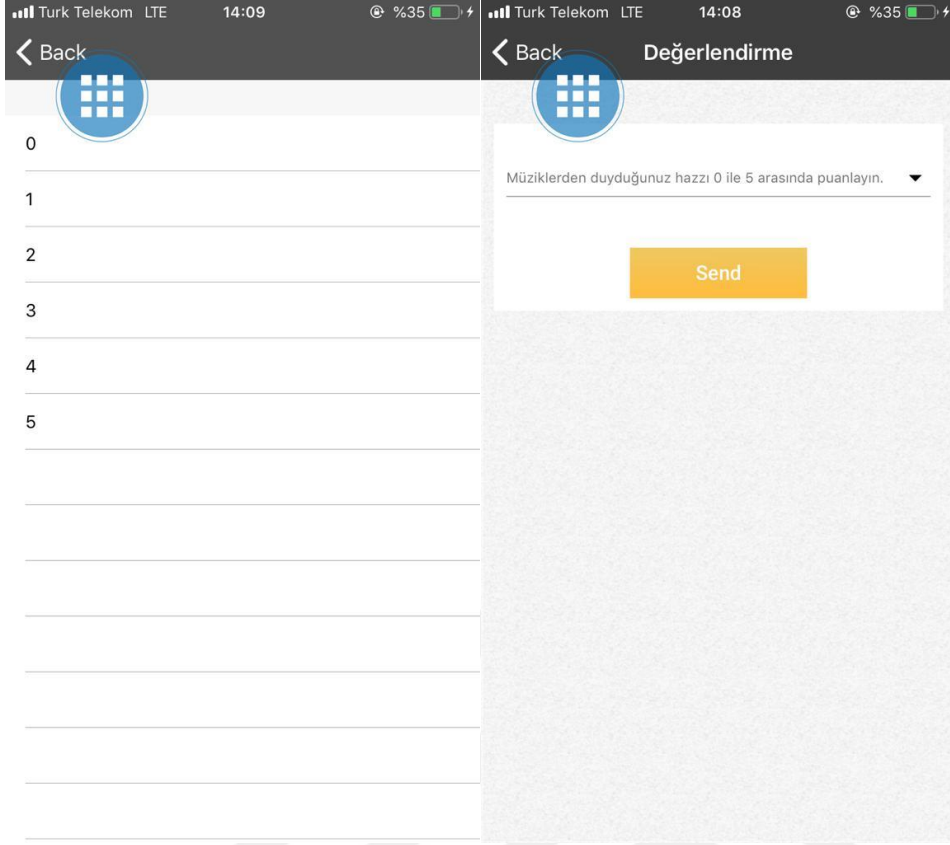 Turk Telekom LTE 14:09 %35
Back
0
1
2
3
4
5
Turk Telekom LTE 14:08 %35
Back Değerlendirme
Müziklerden duyduğunuz hazzı 0 ile 5 arasında puanlayın.
Send